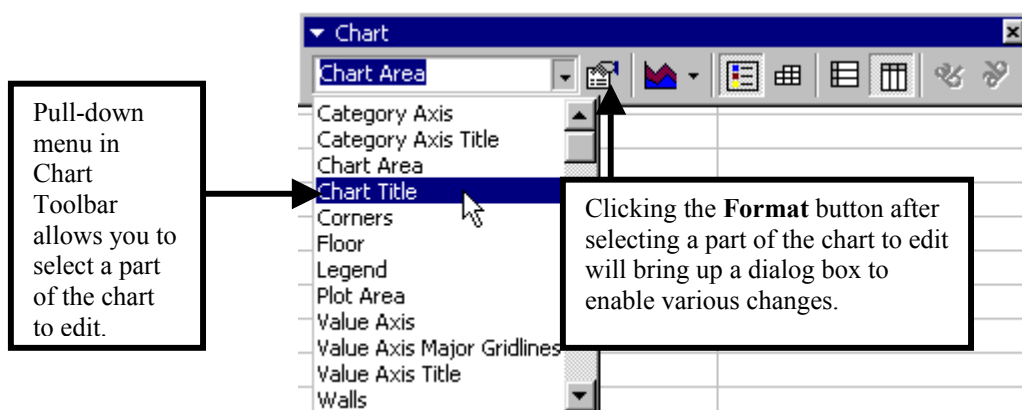 Chart
Chart Area
Category Axis
Category Axis Title
Chart Area
Chart Title
Corners
Floor
Legend
Plot Area
Value Axis
Value Axis Major Gridlines
Value Axis Title
Walls
Pull-down
menu in
Chart
Toolbar
allows you to
select a part
of the chart
to edit.
Clicking the Format button after
selecting a part of the chart to edit
will bring up a dialog box to
enable various changes.